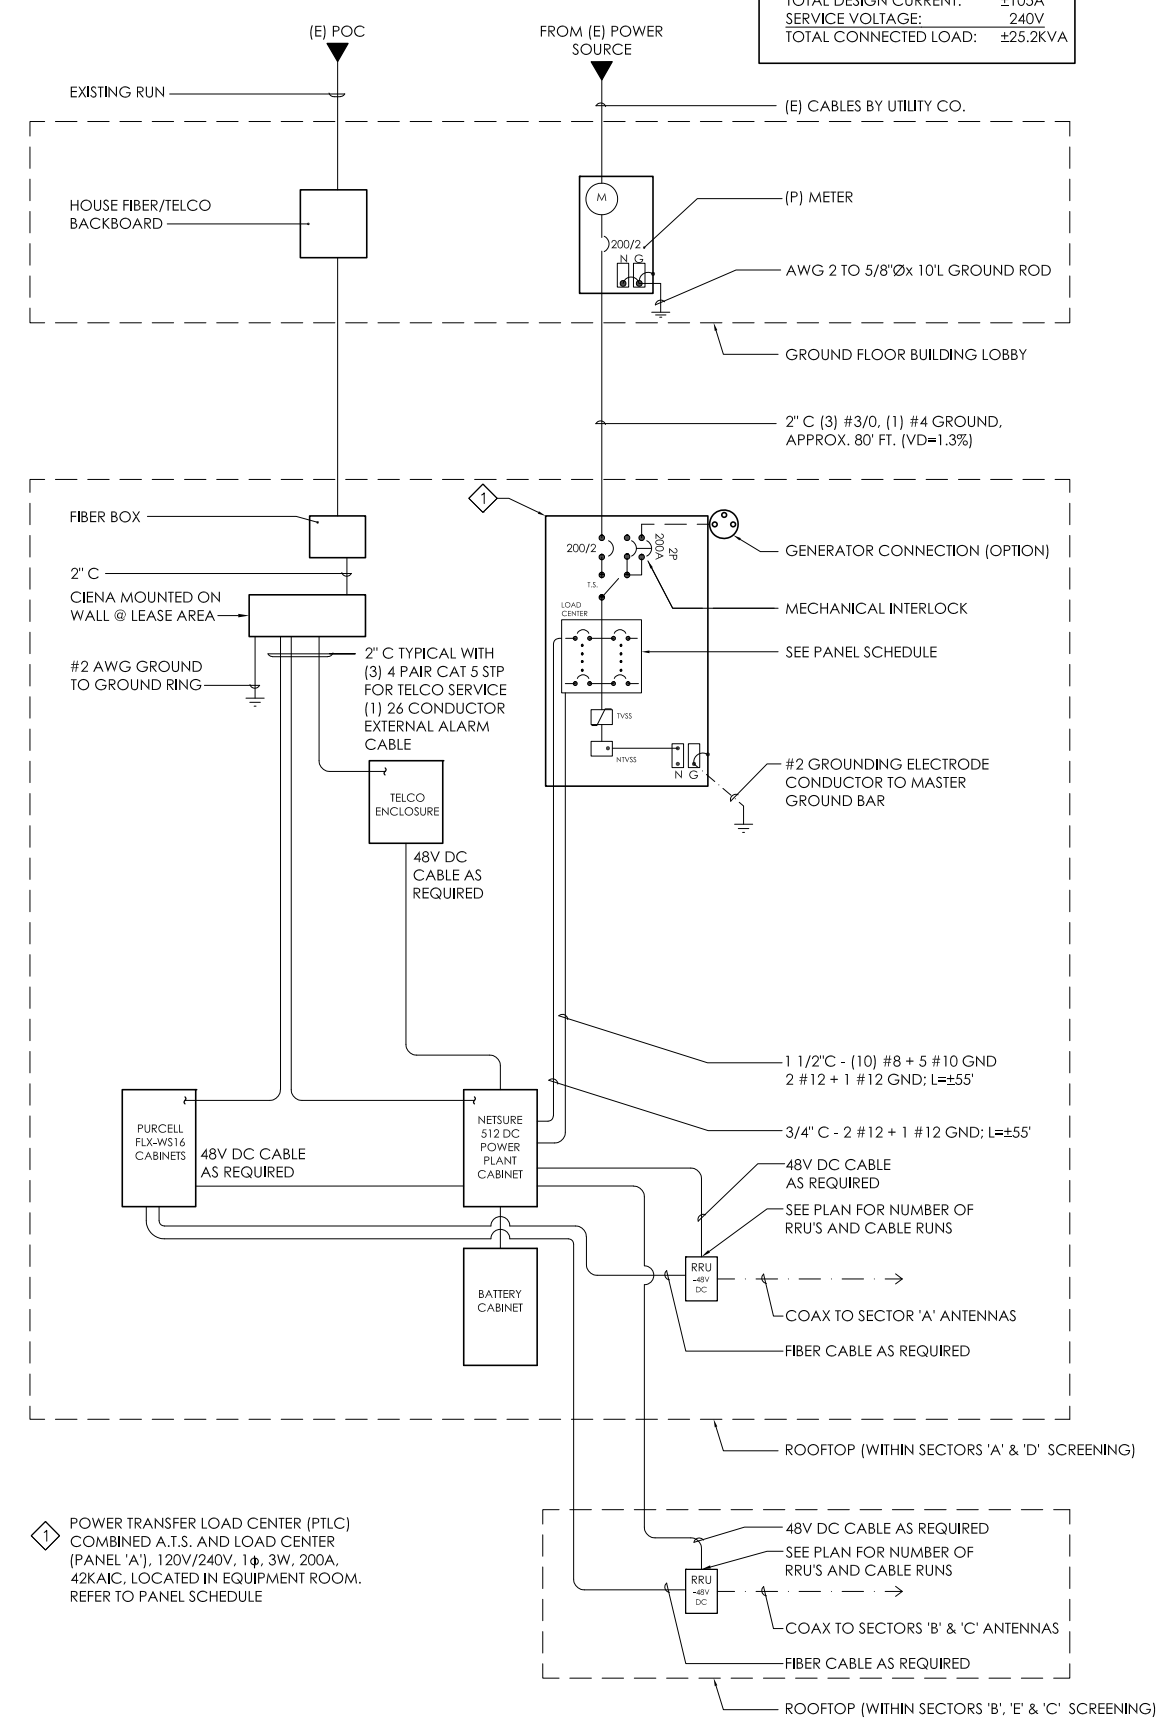 TOTAL DESIGN CURRENT: ±105A
SERVICE VOLTAGE: 240V
TOTAL CONNECTED LOAD: ±25.2KVA
(E) POC
FROM (E) POWER
SOURCE
EXISTING RUN
(E) CABLES BY UTILITY CO.
HOUSE FIBER/TELCO
BACKBOARD
M
(P) METER
200/2
N G
AWG 2 TO 5/8"Øx 10'L GROUND ROD
GROUND FLOOR BUILDING LOBBY
2" C (3) #3/0, (1) #4 GROUND,
APPROX. 80' FT. (VD=1.3%)
1
FIBER BOX
200/2
2P
200A
GENERATOR CONNECTION (OPTION)
2" C
T.S.
CIENA MOUNTED ON
WALL @ LEASE AREA
LOAD
CENTER
MECHANICAL INTERLOCK
SEE PANEL SCHEDULE
#2 AWG GROUND
TO GROUND RING
2" C TYPICAL WITH
(3) 4 PAIR CAT 5 STP
FOR TELCO SERVICE
(1) 26 CONDUCTOR
EXTERNAL ALARM
CABLE
TVSS
NTVSS
N G
#2 GROUNDING ELECTRODE
CONDUCTOR TO MASTER
GROUND BAR
TELCO
ENCLOSURE
48V DC
CABLE AS
REQUIRED
1 1/2"C - (10) #8 + 5 #10 GND
2 #12 + 1 #12 GND; L=±55'
3/4" C - 2 #12 + 1 #12 GND; L=±55'
PURCELL
FLX-WS16
CABINETS
48V DC CABLE
AS REQUIRED
NETSURE
512 DC
POWER
PLANT
CABINET
48V DC CABLE
AS REQUIRED
SEE PLAN FOR NUMBER OF
RRU'S AND CABLE RUNS
RRU
-48V
DC
BATTERY
CABINET
COAX TO SECTOR 'A' ANTENNAS
FIBER CABLE AS REQUIRED
ROOFTOP (WITHIN SECTORS 'A' & 'D' SCREENING)
1
POWER TRANSFER LOAD CENTER (PTLC)
COMBINED A.T.S. AND LOAD CENTER
(PANEL 'A'), 120V/240V, 1ϕ, 3W, 200A,
42KAIC, LOCATED IN EQUIPMENT ROOM.
REFER TO PANEL SCHEDULE
48V DC CABLE AS REQUIRED
SEE PLAN FOR NUMBER OF
RRU'S AND CABLE RUNS
RRU
-48V
DC
COAX TO SECTORS 'B' & 'C' ANTENNAS
FIBER CABLE AS REQUIRED
ROOFTOP (WITHIN SECTORS 'B', 'E' & 'C' SCREENING)